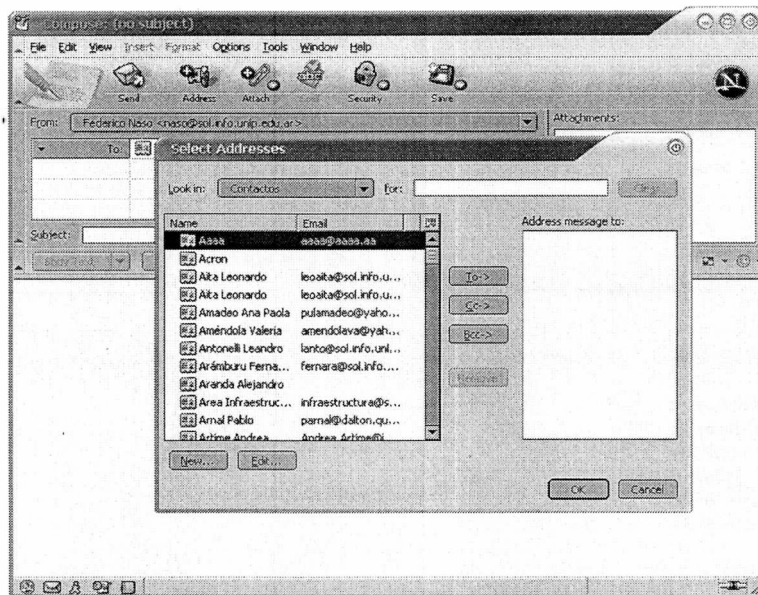 Compose: (no subject)
File Edit View Insert Format Options Tools Window Help
Send Address Attach Security Save
N
From: Federico Naso <naso@sol.info.unlp.edu.ar>
Attachments:
To:
Subject:
Body Text
Select Addresses
Look in: Contactos For: Clear
Name Email
Address message to:
Aaaa aaaa@aaaa.aa
Acron
Aita Leonardo leoaita@sol.info.u...
Aita Leonardo leoaita@sol.info.u...
Amadeo Ana Paola pulamadeo@yaho...
Améndola Valeria amendolava@yah...
Antonelli Leandro lanto@sol.info.unl...
Arámburu Ferna... fernara@sol.info....
Aranda Alejandro
Area Infraestruc... infraestructura@s...
Arnal Pablo parnal@dalton.qu...
Artime Andrea Andrea.Artime@i...
To->
Cc->
Bcc->
Remove
New... Edit...
OK Cancel